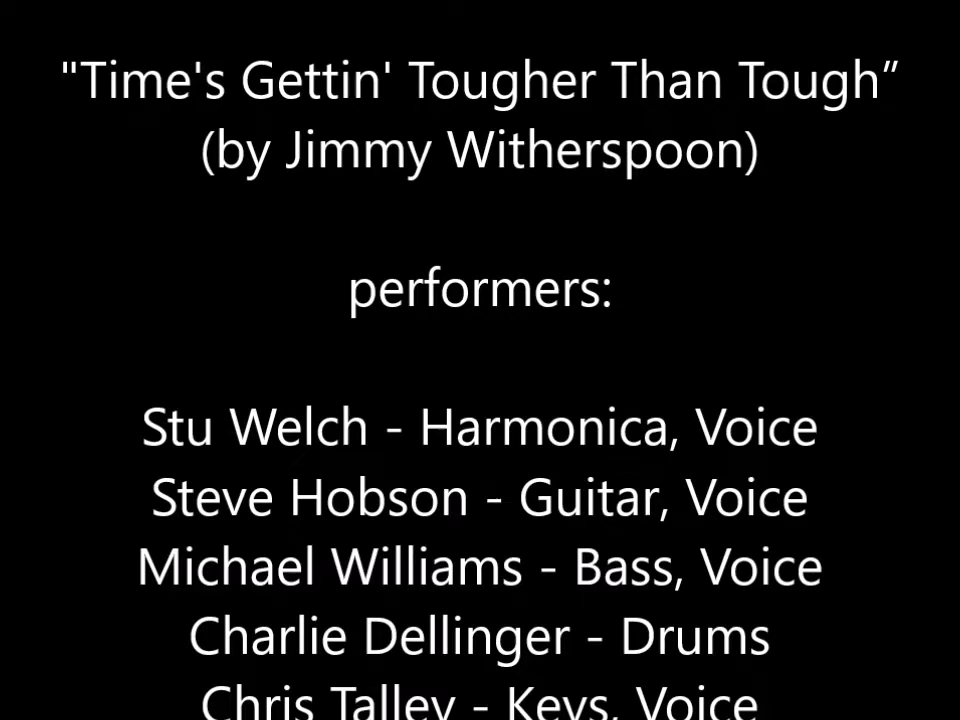 "Time's Gettin' Tougher Than Tough”
(by Jimmy Witherspoon)
performers:
Stu Welch - Harmonica, Voice
Steve Hobson - Guitar, Voice
Michael Williams - Bass, Voice
Charlie Dellinger - Drums
Chris Talley - Keys, Voice